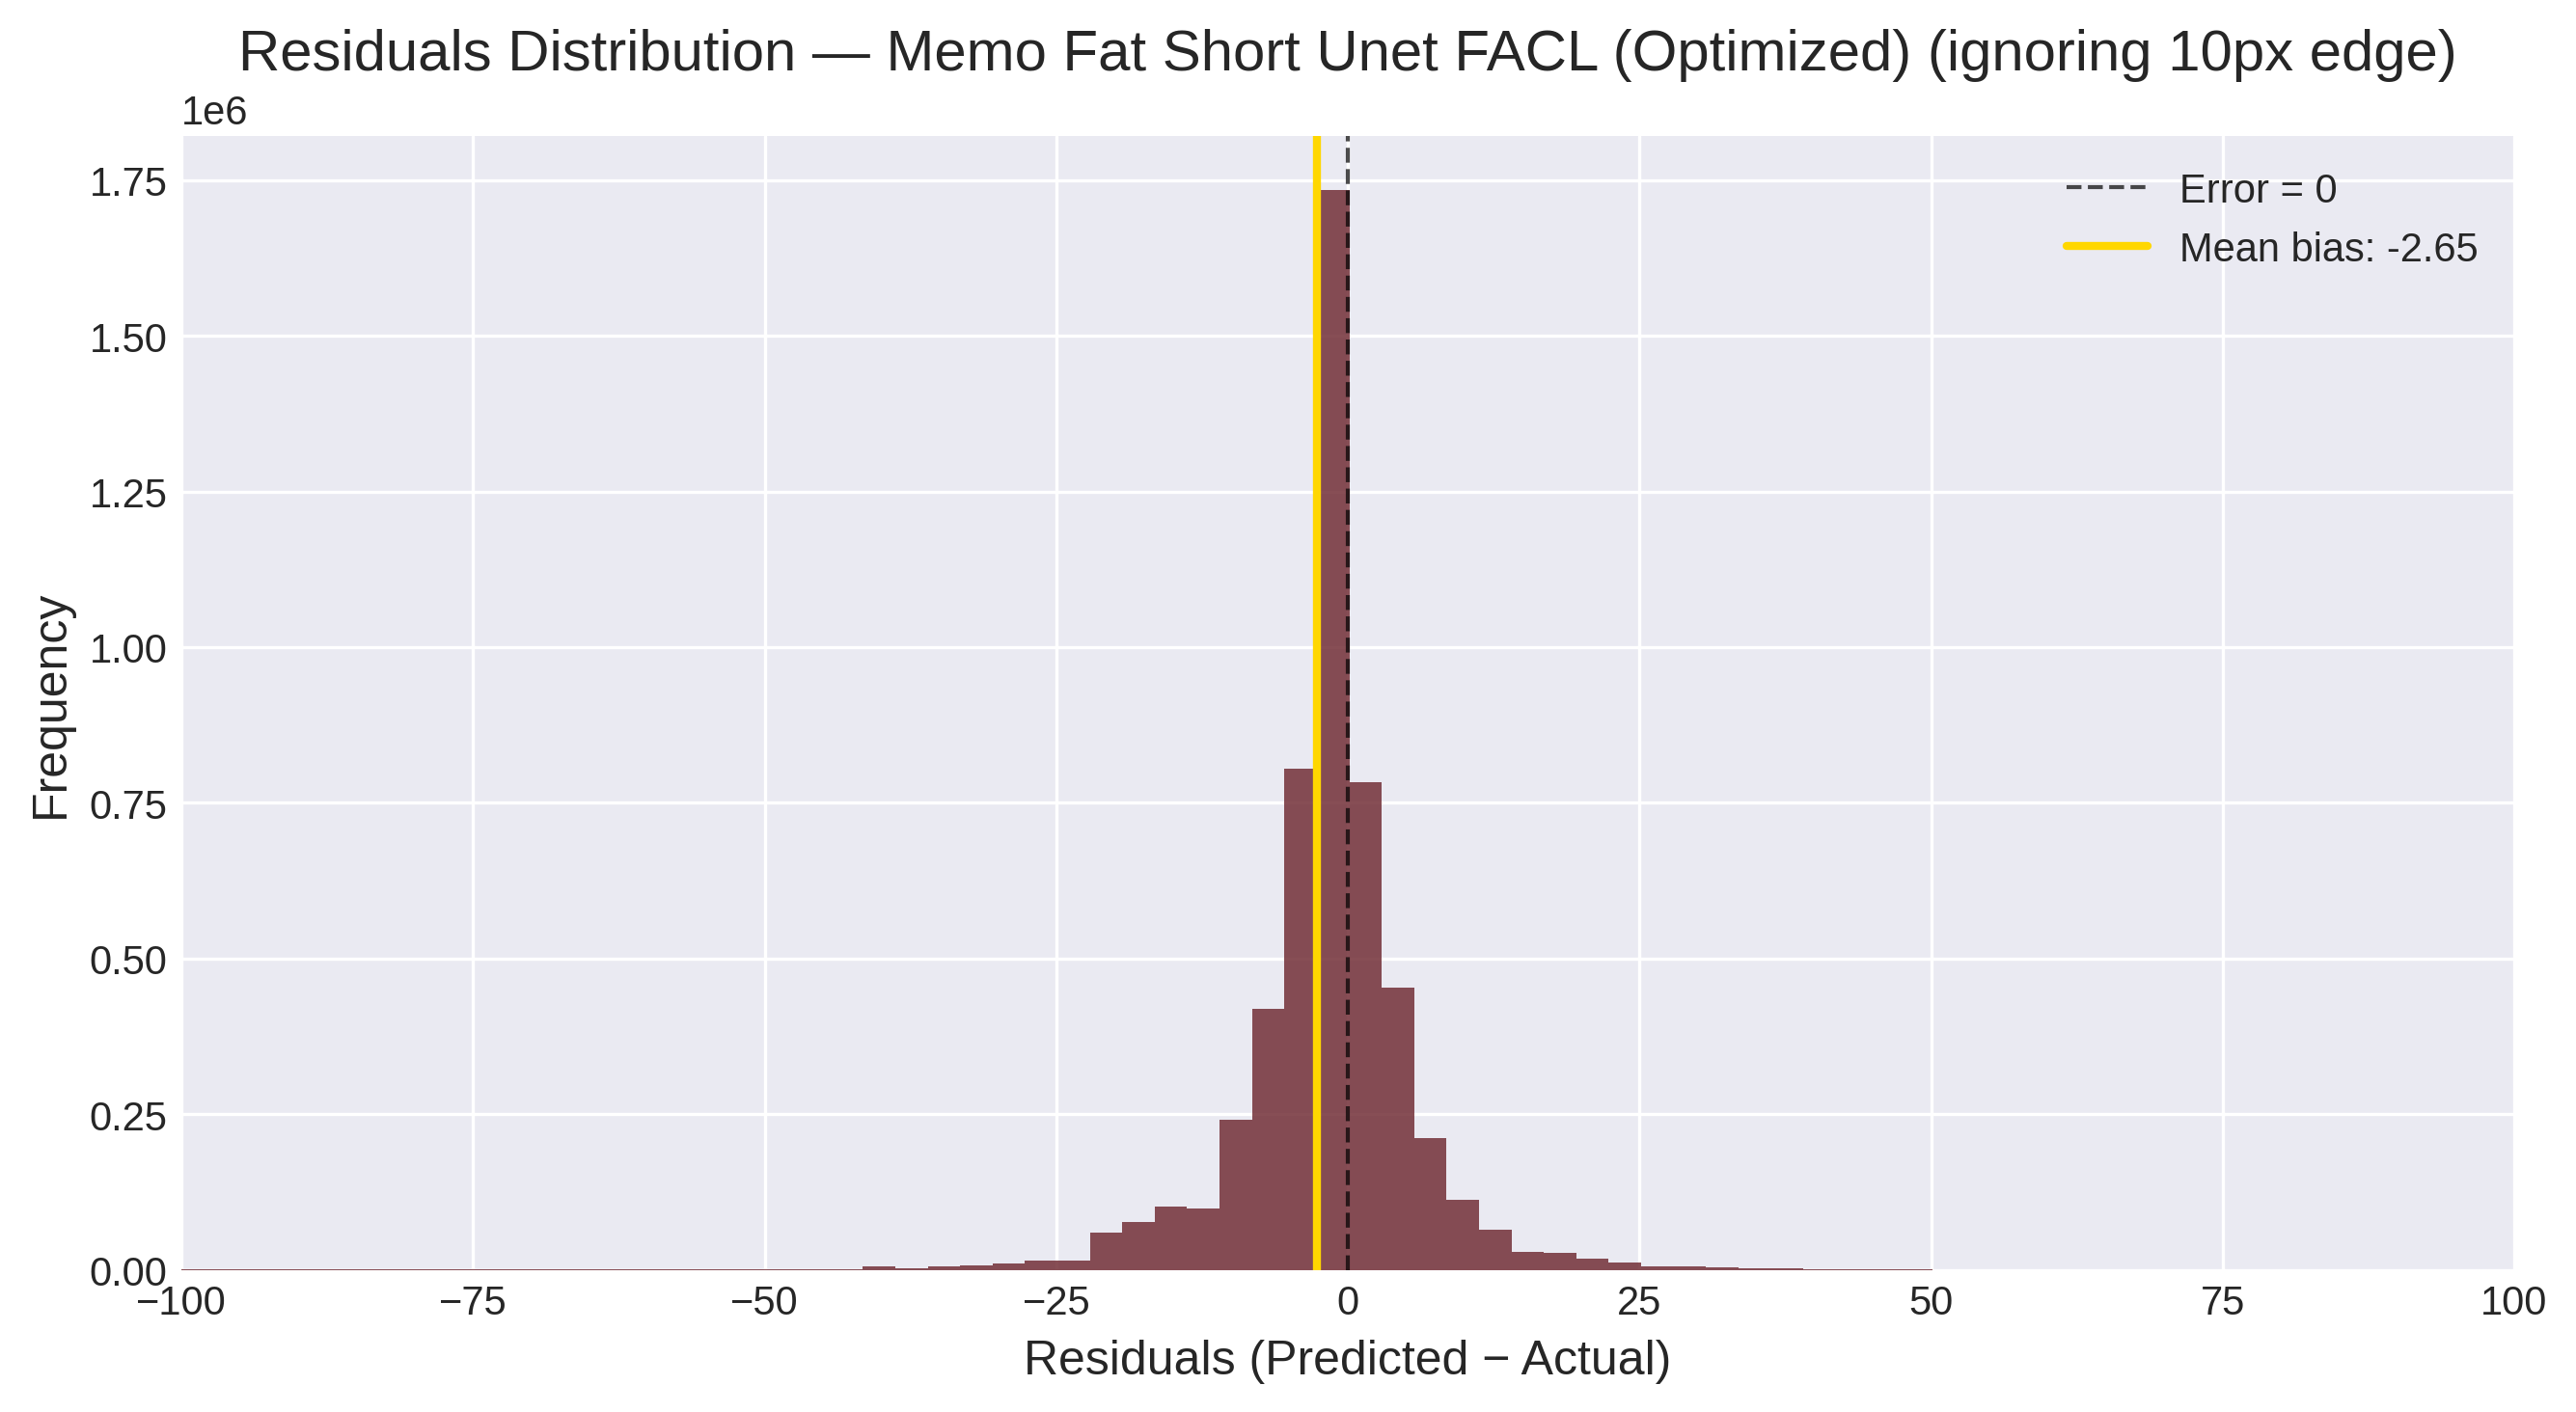 Residuals Distribution — Memo Fat Short Unet FACL (Optimized) (ignoring 10px edge)
1e6
1.75
1.50
1.25
1.00
0.75
0.50
0.25
0.00
Frequency
Error = 0
Mean bias: -2.65
−100 −75 −50 −25 0 25 50 75 100
Residuals (Predicted − Actual)